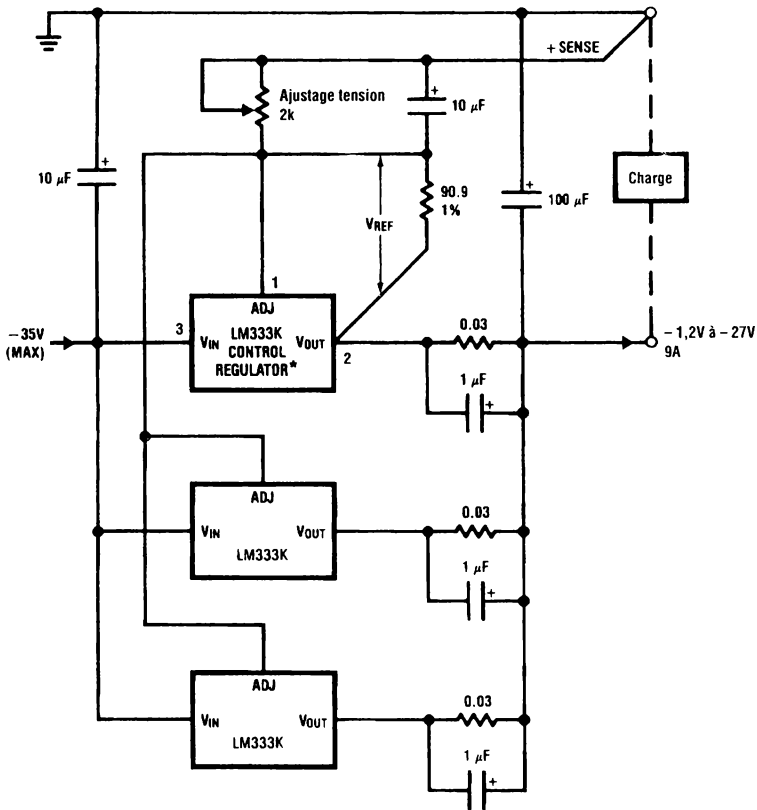 + SENSE
Ajustage tension
2k
+
10 µF
+
10 µF
+
100 µF
Charge
90.9
1%
VREF
1
ADJ
–35V
(MAX)
3
VIN
LM333K
CONTROL
REGULATOR*
VOUT
2
0.03
– 1,2V à – 27V
9A
1 µF
+
ADJ
VIN
VOUT
LM333K
0.03
1 µF
+
ADJ
VIN
VOUT
LM333K
0.03
1 µF
+